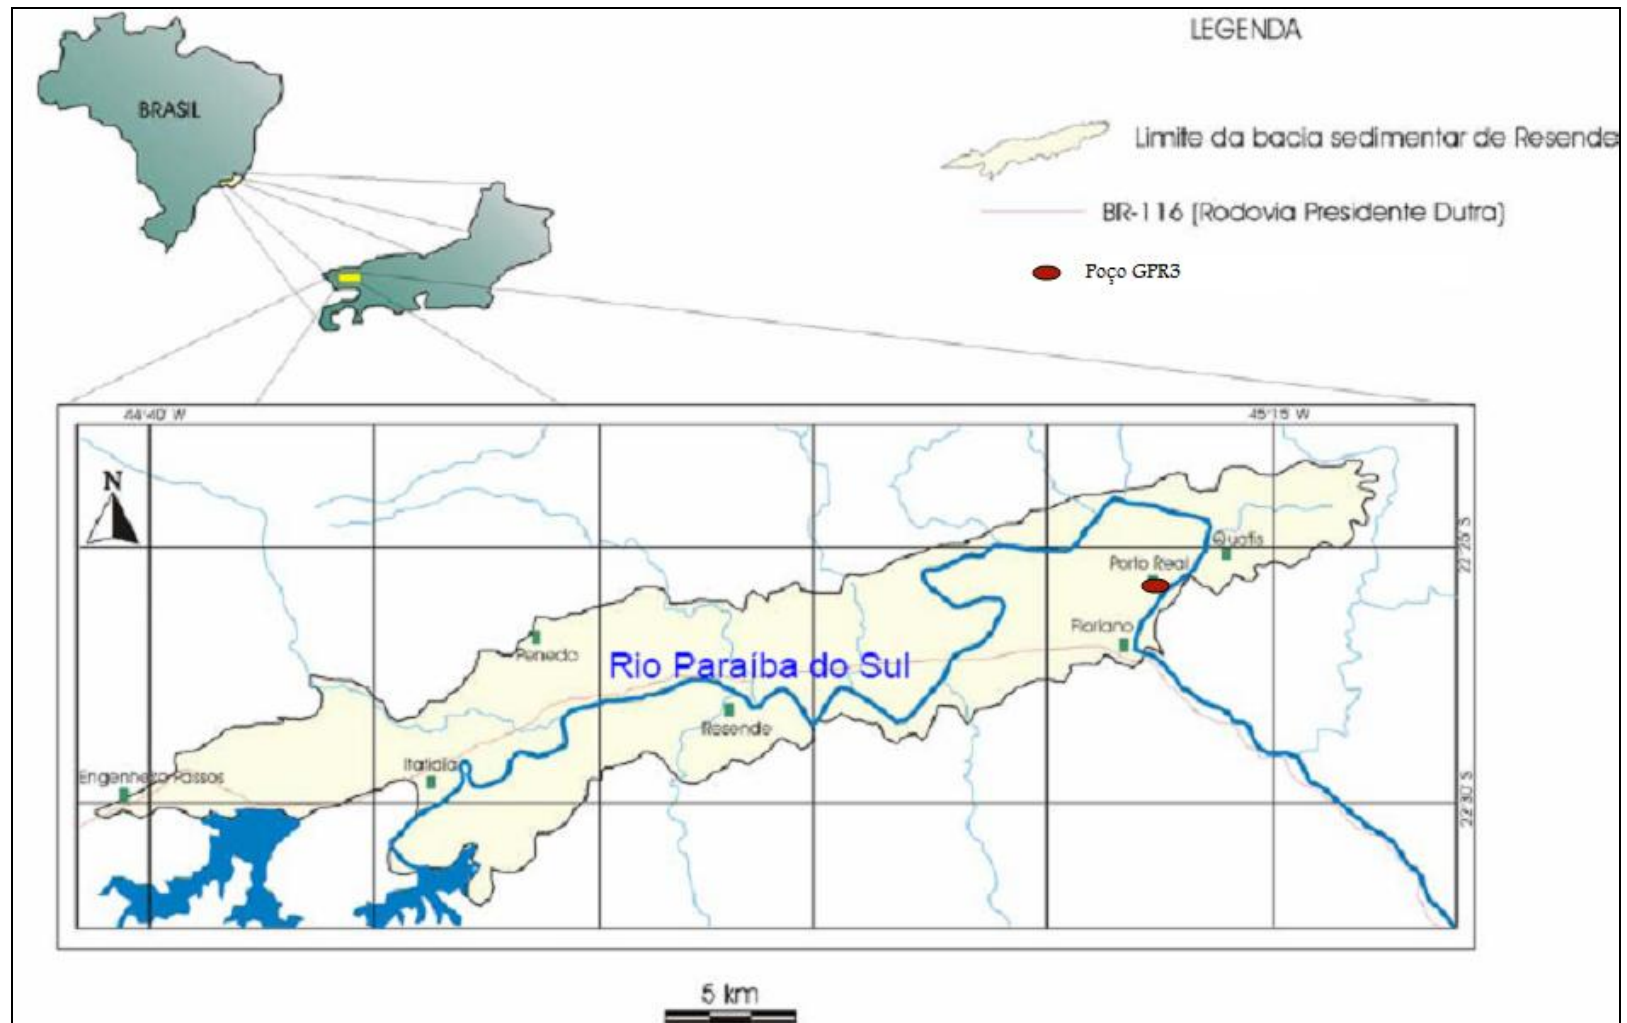 LEGENDA
BRASIL
Limite da bacia sedimentar de Resende
BR-116 (Rodovia Presidente Dutra)
Poço GPR3
44°40' W
45°15' W
N
22°25' S
Quatis
Porto Real
Floriano
Penedo
Rio Paraíba do Sul
Resende
Itatiaia
Engenheiro Passos
22°30' S
5 km